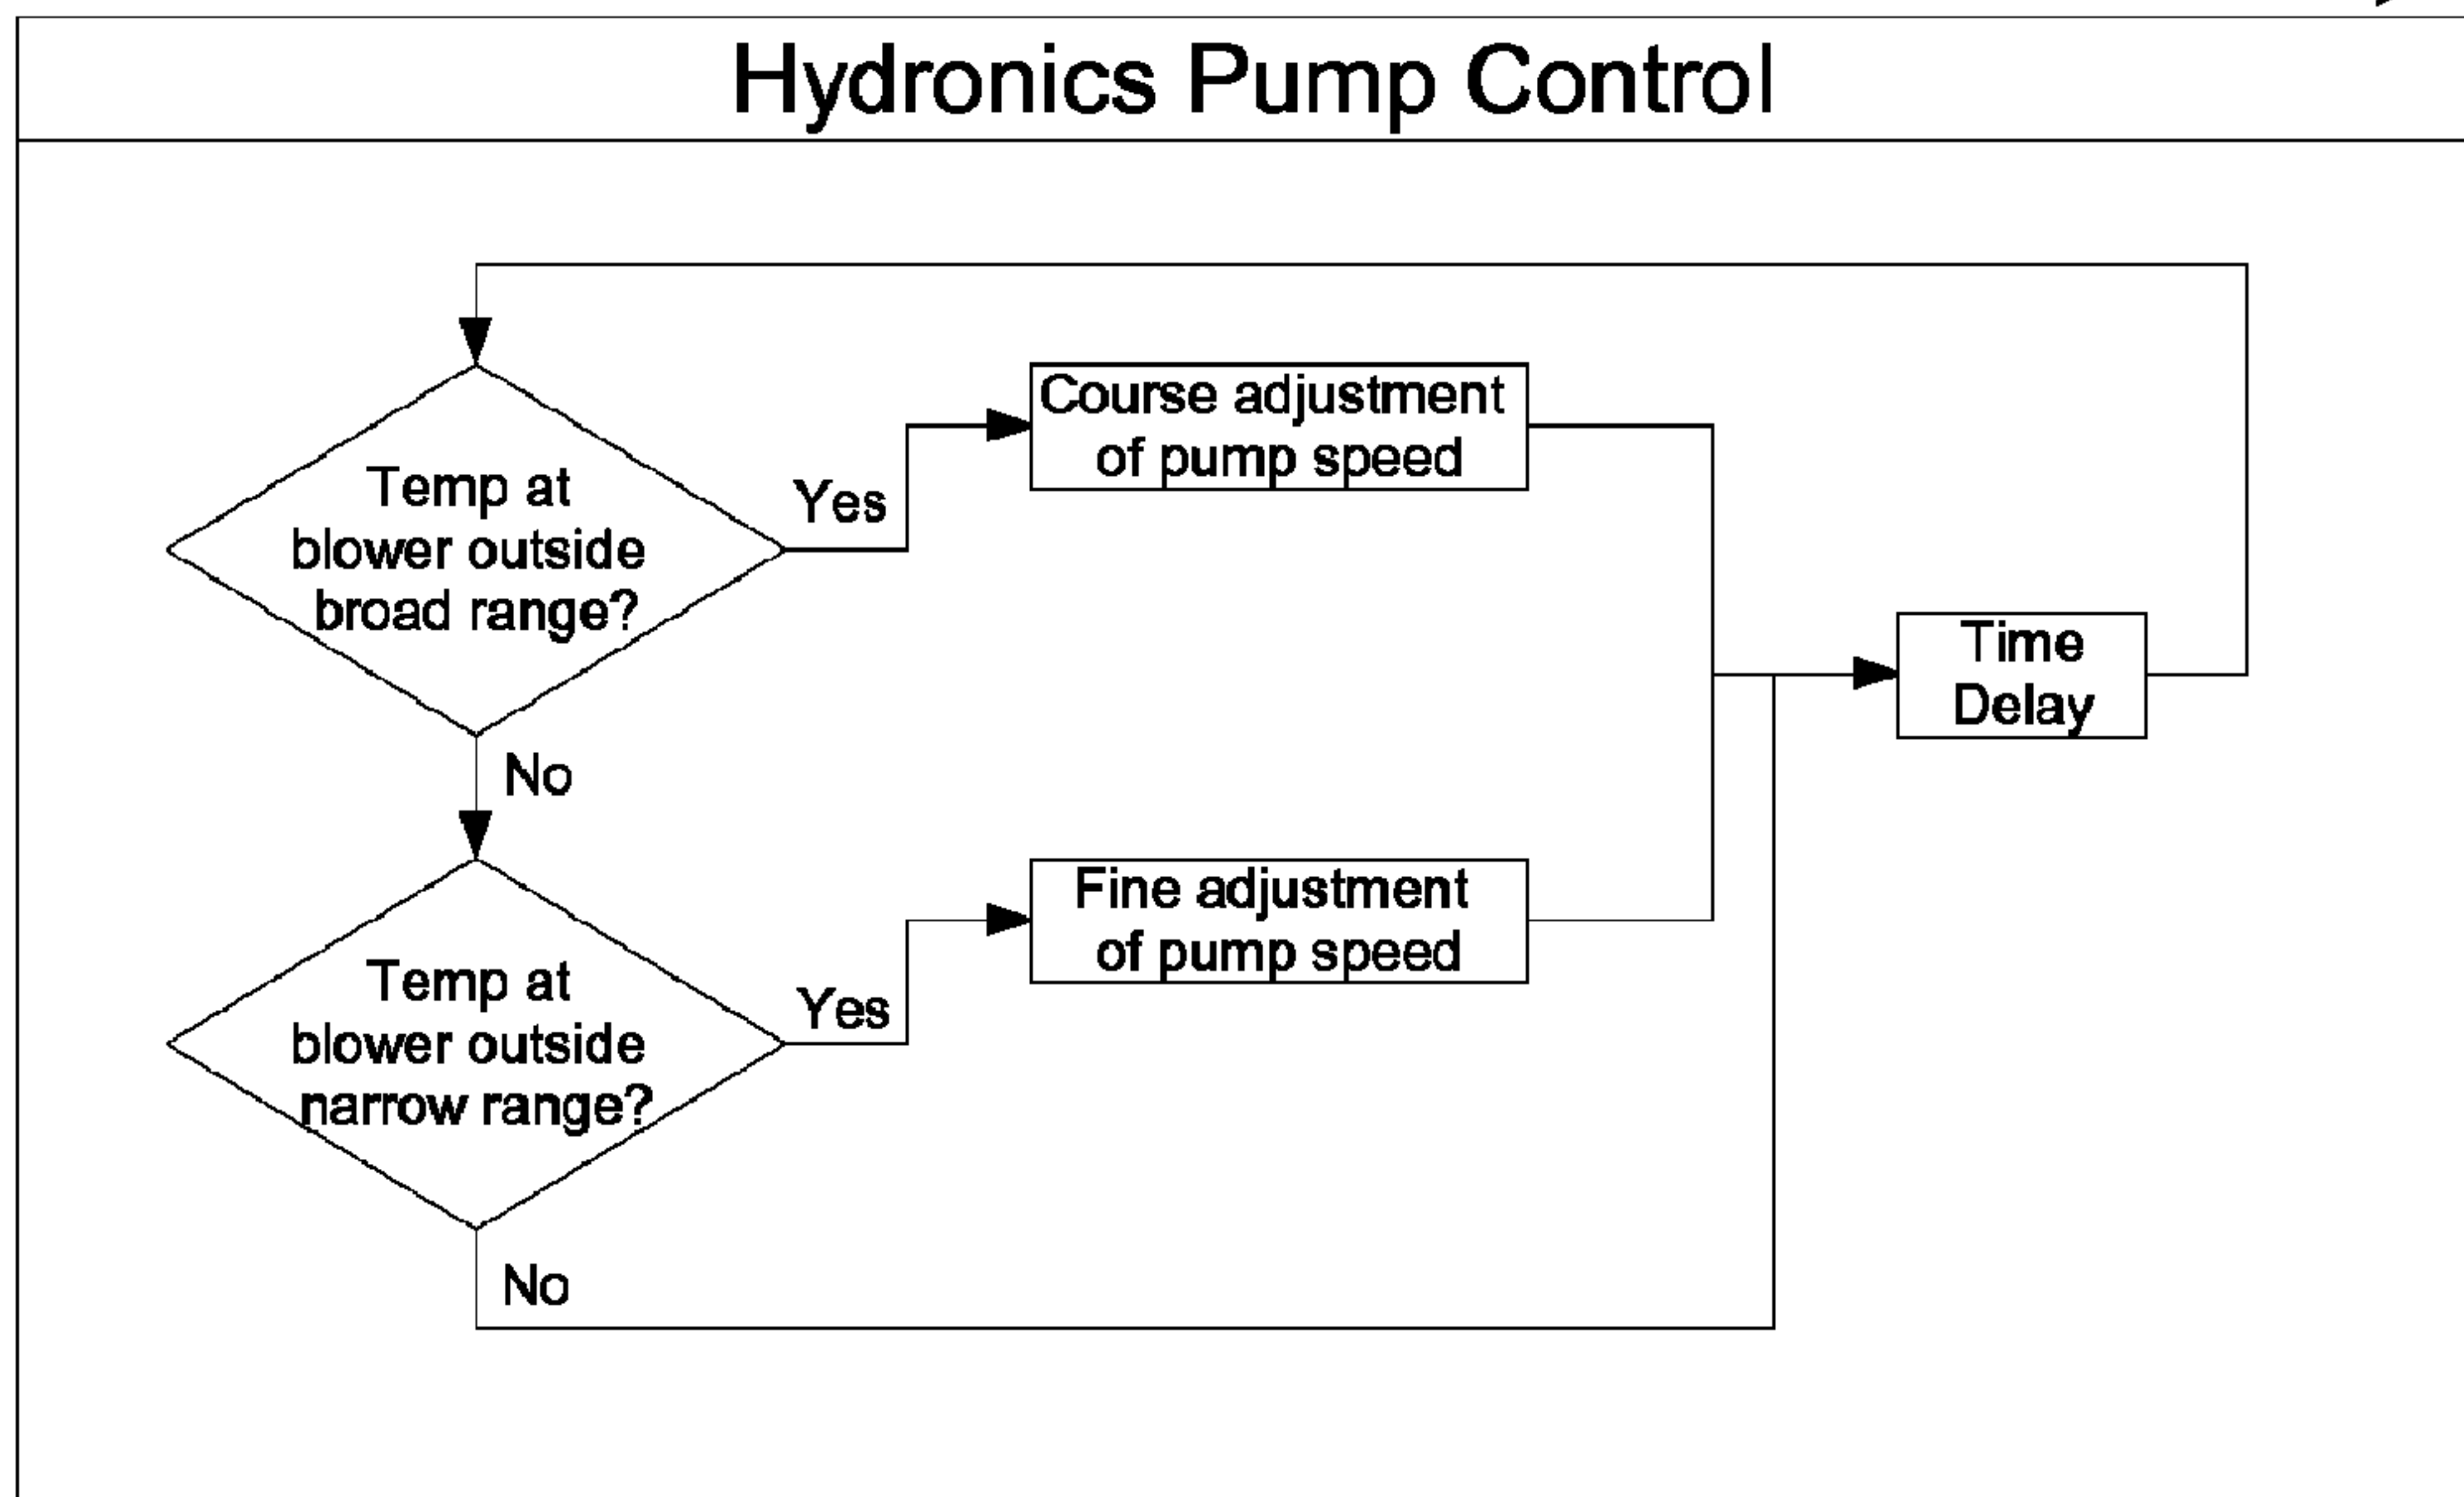 Hydronics Pump Control
Temp at
blower outside
broad range?
Yes
Course adjustment
of pump speed
Time
Delay
No
Temp at
blower outside
narrow range?
Yes
Fine adjustment
of pump speed
No